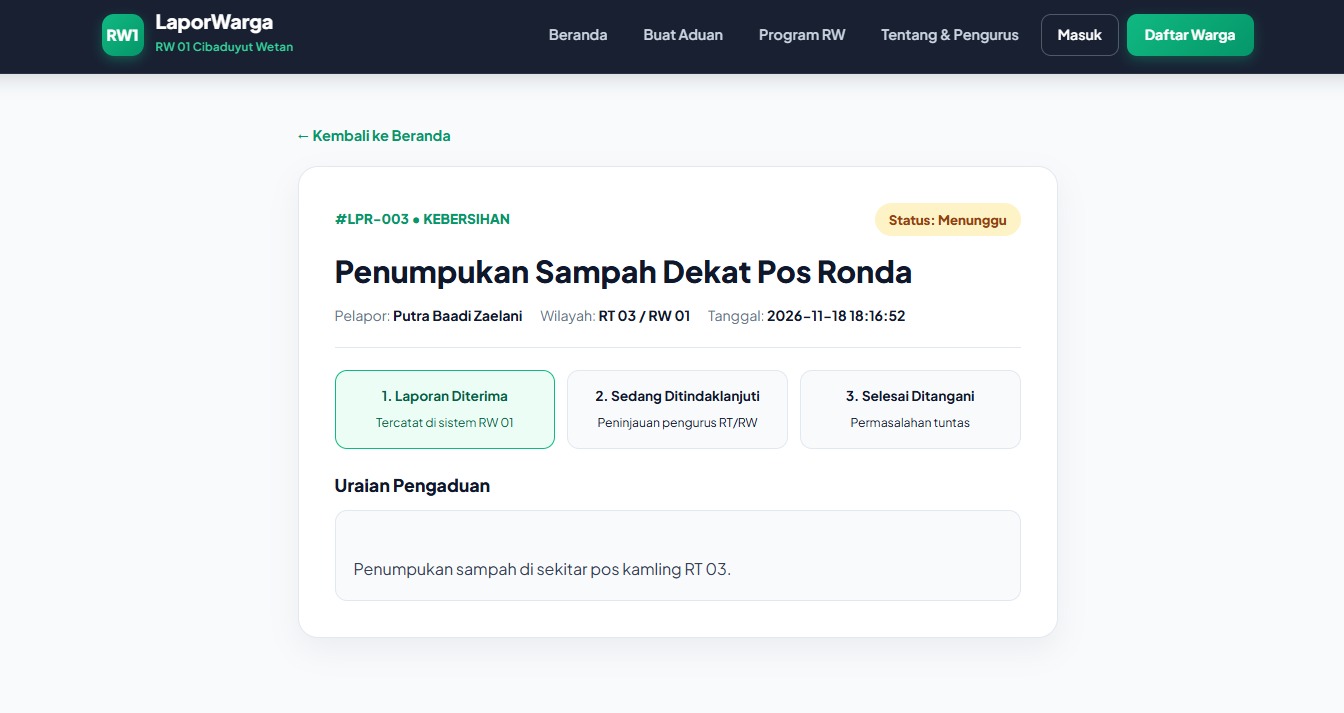 RW1
LaporWarga
RW 01 Cibaduyut Wetan
Beranda
Buat Aduan
Program RW
Tentang & Pengurus
Masuk
Daftar Warga
← Kembali ke Beranda
#LPR-003 • KEBERSIHAN
Status: Menunggu
Penumpukan Sampah Dekat Pos Ronda
Pelapor: Putra Baadi Zaelani Wilayah: RT 03 / RW 01 Tanggal: 2026-11-18 18:16:52
1. Laporan Diterima
Tercatat di sistem RW 01
2. Sedang Ditindaklanjuti
Peninjauan pengurus RT/RW
3. Selesai Ditangani
Permasalahan tuntas
Uraian Pengaduan
Penumpukan sampah di sekitar pos kamling RT 03.